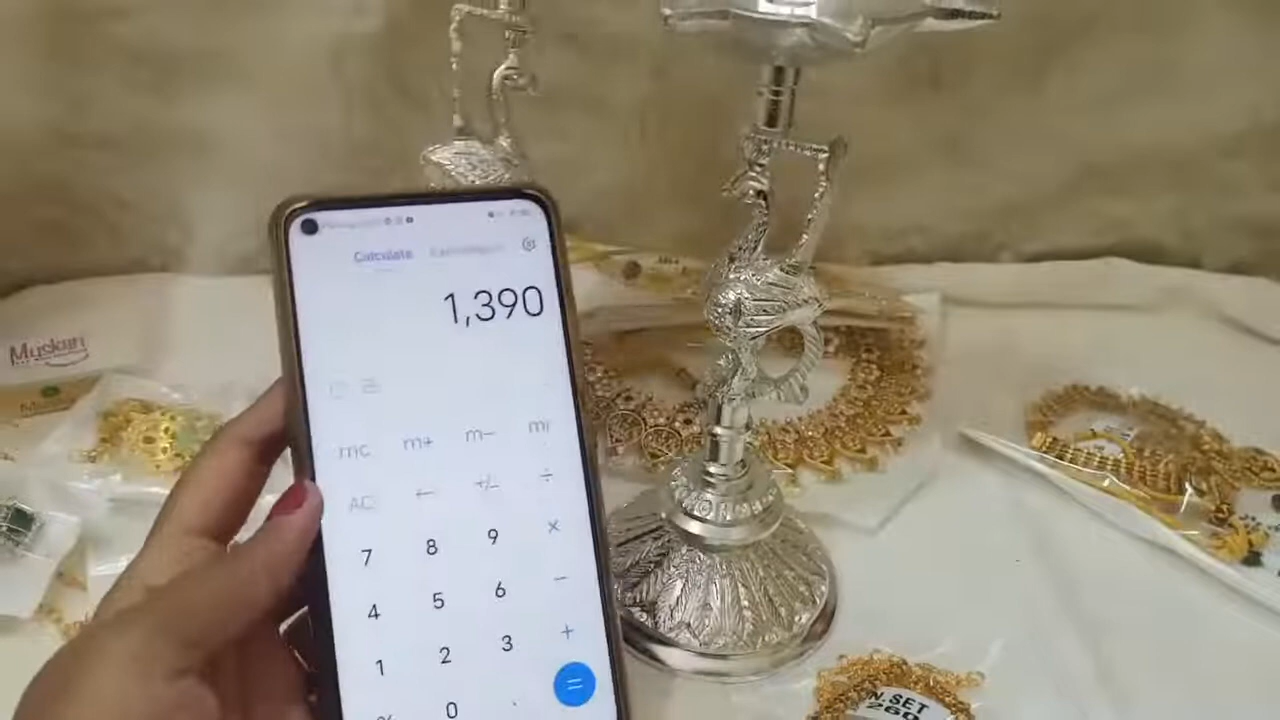 Calculate
1,390
mc m+ m− mr
AC ← +/− ÷
7 8 9 ×
4 5 6 −
1 2 3 +
% 0 . =
Muskan
N.SET
260